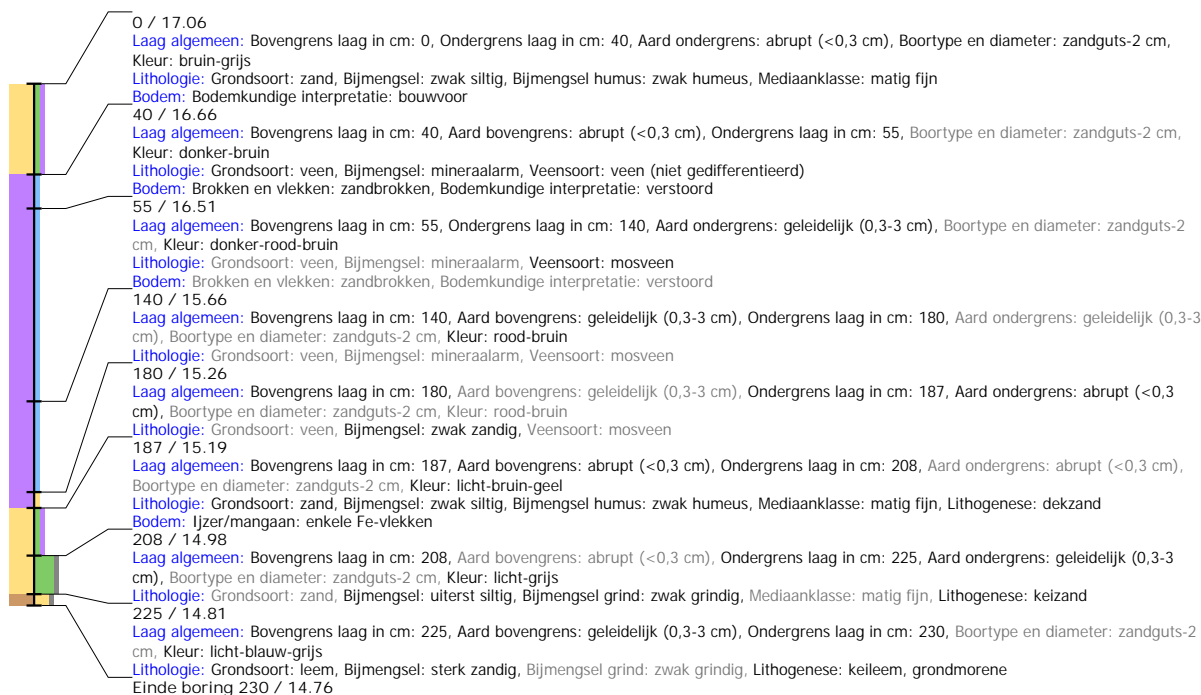 0 / 17.06
Laag algemeen: Bovengrens laag in cm: 0, Ondergrens laag in cm: 40, Aard ondergrens: abrupt (<0,3 cm), Boortype en diameter: zandguts-2 cm,
Kleur: bruin-grijs
Lithologie: Grondsoort: zand, Bijmengsel: zwak siltig, Bijmengsel humus: zwak humeus, Mediaanklasse: matig fijn
Bodem: Bodemkundige interpretatie: bouwvoor
40 / 16.66
Laag algemeen: Bovengrens laag in cm: 40, Aard bovengrens: abrupt (<0,3 cm), Ondergrens laag in cm: 55, Boortype en diameter: zandguts-2 cm,
Kleur: donker-bruin
Lithologie: Grondsoort: veen, Bijmengsel: mineraalarm, Veensoort: veen (niet gedifferentieerd)
Bodem: Brokken en vlekken: zandbrokken, Bodemkundige interpretatie: verstoord
55 / 16.51
Laag algemeen: Bovengrens laag in cm: 55, Ondergrens laag in cm: 140, Aard ondergrens: geleidelijk (0,3-3 cm), Boortype en diameter: zandguts-2
cm, Kleur: donker-rood-bruin
Lithologie: Grondsoort: veen, Bijmengsel: mineraalarm, Veensoort: mosveen
Bodem: Brokken en vlekken: zandbrokken, Bodemkundige interpretatie: verstoord
140 / 15.66
Laag algemeen: Bovengrens laag in cm: 140, Aard bovengrens: geleidelijk (0,3-3 cm), Ondergrens laag in cm: 180, Aard ondergrens: geleidelijk (0,3-3
cm), Boortype en diameter: zandguts-2 cm, Kleur: rood-bruin
Lithologie: Grondsoort: veen, Bijmengsel: mineraalarm, Veensoort: mosveen
180 / 15.26
Laag algemeen: Bovengrens laag in cm: 180, Aard bovengrens: geleidelijk (0,3-3 cm), Ondergrens laag in cm: 187, Aard ondergrens: abrupt (<0,3
cm), Boortype en diameter: zandguts-2 cm, Kleur: rood-bruin
Lithologie: Grondsoort: veen, Bijmengsel: zwak zandig, Veensoort: mosveen
187 / 15.19
Laag algemeen: Bovengrens laag in cm: 187, Aard bovengrens: abrupt (<0,3 cm), Ondergrens laag in cm: 208, Aard ondergrens: abrupt (<0,3 cm),
Boortype en diameter: zandguts-2 cm, Kleur: licht-bruin-geel
Lithologie: Grondsoort: zand, Bijmengsel: zwak siltig, Bijmengsel humus: zwak humeus, Mediaanklasse: matig fijn, Lithogenese: dekzand
Bodem: Ijzer/mangaan: enkele Fe-vlekken
208 / 14.98
Laag algemeen: Bovengrens laag in cm: 208, Aard bovengrens: abrupt (<0,3 cm), Ondergrens laag in cm: 225, Aard ondergrens: geleidelijk (0,3-3
cm), Boortype en diameter: zandguts-2 cm, Kleur: licht-grijs
Lithologie: Grondsoort: zand, Bijmengsel: uiterst siltig, Bijmengsel grind: zwak grindig, Mediaanklasse: matig fijn, Lithogenese: keizand
225 / 14.81
Laag algemeen: Bovengrens laag in cm: 225, Aard bovengrens: geleidelijk (0,3-3 cm), Ondergrens laag in cm: 230, Boortype en diameter: zandguts-2
cm, Kleur: licht-blauw-grijs
Lithologie: Grondsoort: leem, Bijmengsel: sterk zandig, Bijmengsel grind: zwak grindig, Lithogenese: keileem, grondmorene
Einde boring 230 / 14.76